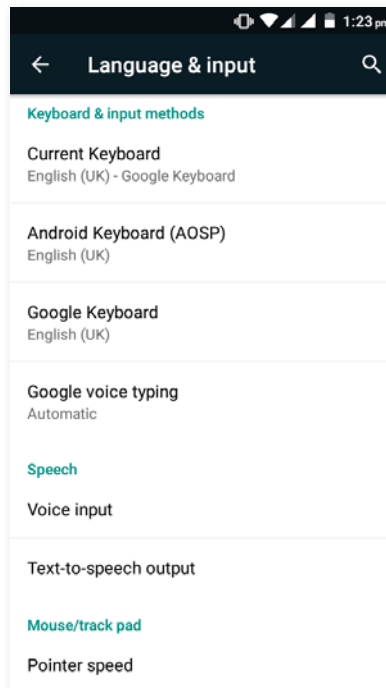 1:23 pm
Language & input
Keyboard & input methods
Current Keyboard
English (UK) - Google Keyboard
Android Keyboard (AOSP)
English (UK)
Google Keyboard
English (UK)
Google voice typing
Automatic
Speech
Voice input
Text-to-speech output
Mouse/track pad
Pointer speed